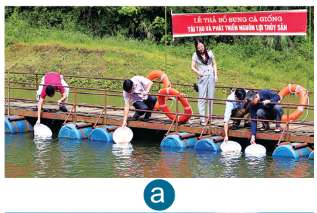 LỄ THẢ BỔ SUNG CÁ GIỐNG
TÁI TẠO VÀ PHÁT TRIỂN NGUỒN LỢI THỦY SẢN
a